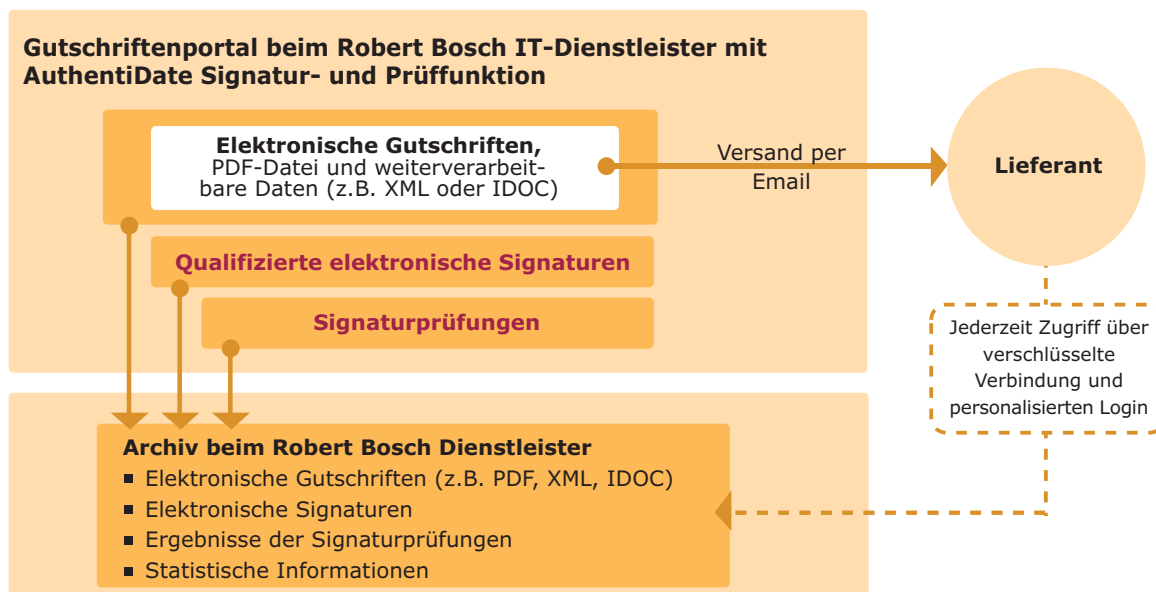 Gutschriftenportal beim Robert Bosch IT-Dienstleister mit
AuthentiDate Signatur- und Prüffunktion
Elektronische Gutschriften,
PDF-Datei und weiterverarbeit-
bare Daten (z.B. XML oder IDOC)
Versand per
Email
Lieferant
Qualifizierte elektronische Signaturen
Signaturprüfungen
Jederzeit Zugriff über
verschlüsselte
Verbindung und
personalisierten Login
Archiv beim Robert Bosch Dienstleister
▪ Elektronische Gutschriften (z.B. PDF, XML, IDOC)
▪ Elektronische Signaturen
▪ Ergebnisse der Signaturprüfungen
▪ Statistische Informationen